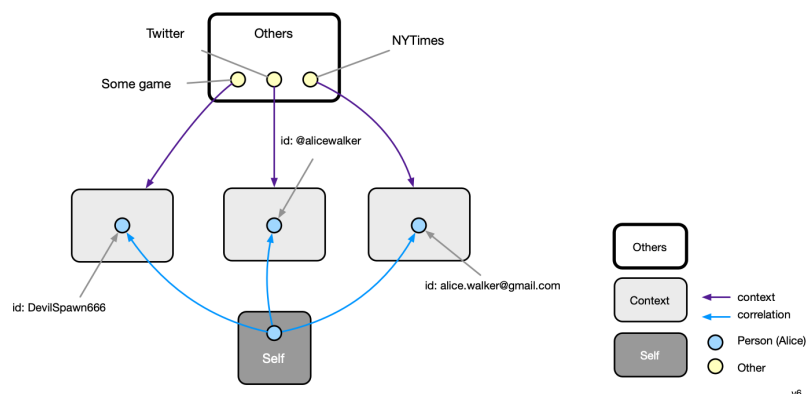 Twitter
Others
NYTimes
Some game
id: @alicewalker
id: DevilSpawn666
id: alice.walker@gmail.com
Self
Others
Context
context
correlation
Self
Person (Alice)
Other
v6